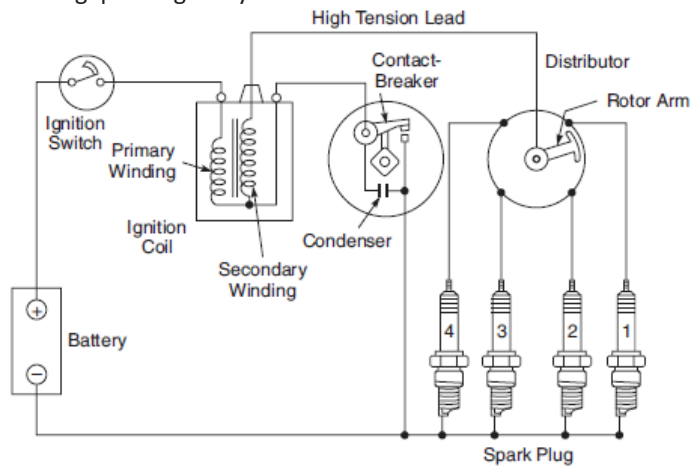 High Tension Lead
Contact-
Breaker
Distributor
Rotor Arm
Ignition
Switch
Primary
Winding
Ignition
Coil
Condenser
Secondary
Winding
+
Battery
−
4
3
2
1
Spark Plug